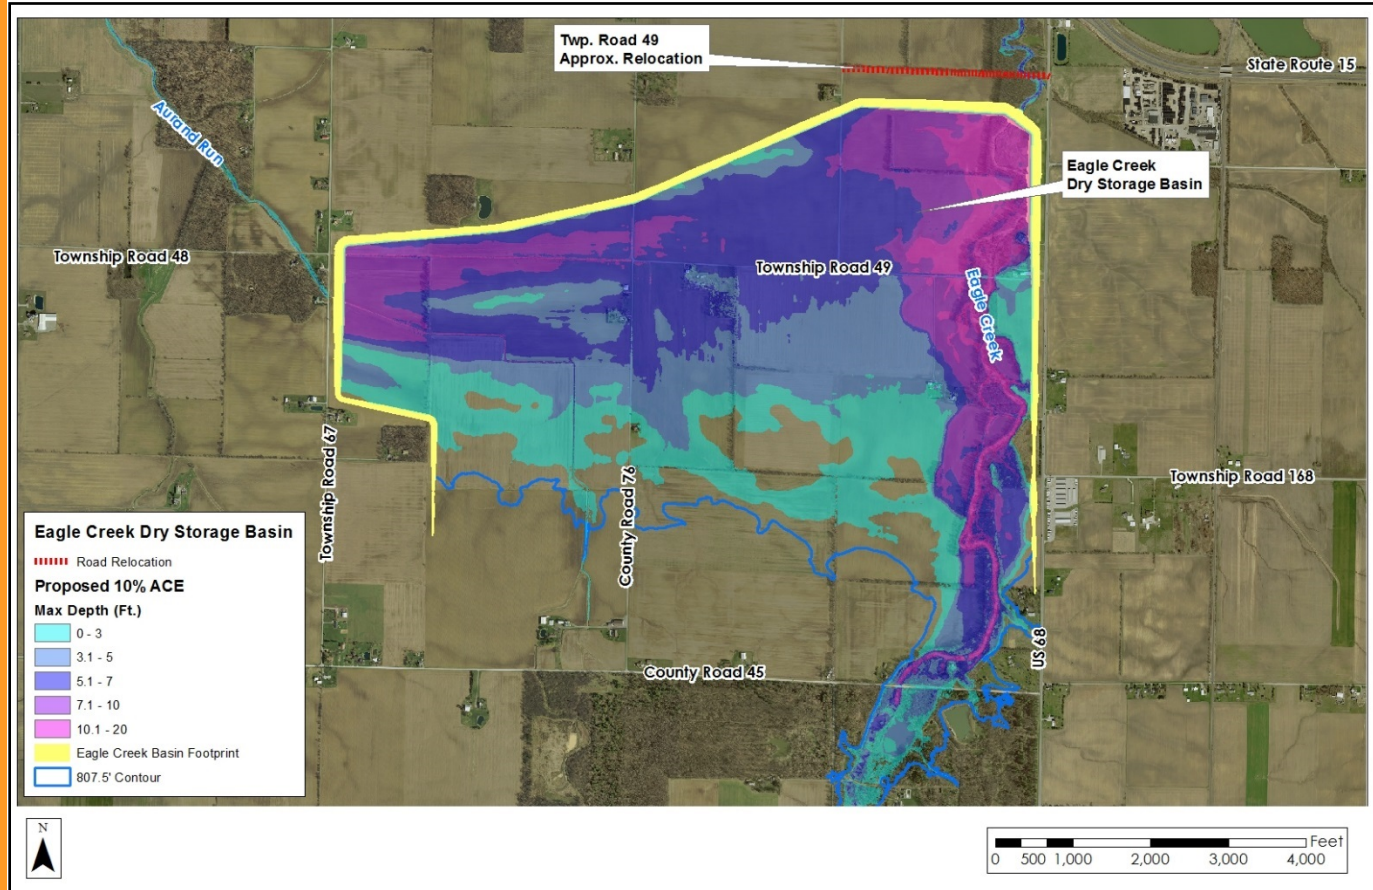 Twp. Road 49
Approx. Relocation
State Route 15
Aurand Run
Eagle Creek
Dry Storage Basin
Township Road 48
Township Road 49
Eagle Creek
Township Road 67
County Road 76
Township Road 168
US 68
County Road 45
Eagle Creek Dry Storage Basin
Road Relocation
Proposed 10% ACE
Max Depth (Ft.)
0 - 3
3.1 - 5
5.1 - 7
7.1 - 10
10.1 - 20
Eagle Creek Basin Footprint
807.5' Contour
N
Feet
0 500 1,000 2,000 3,000 4,000